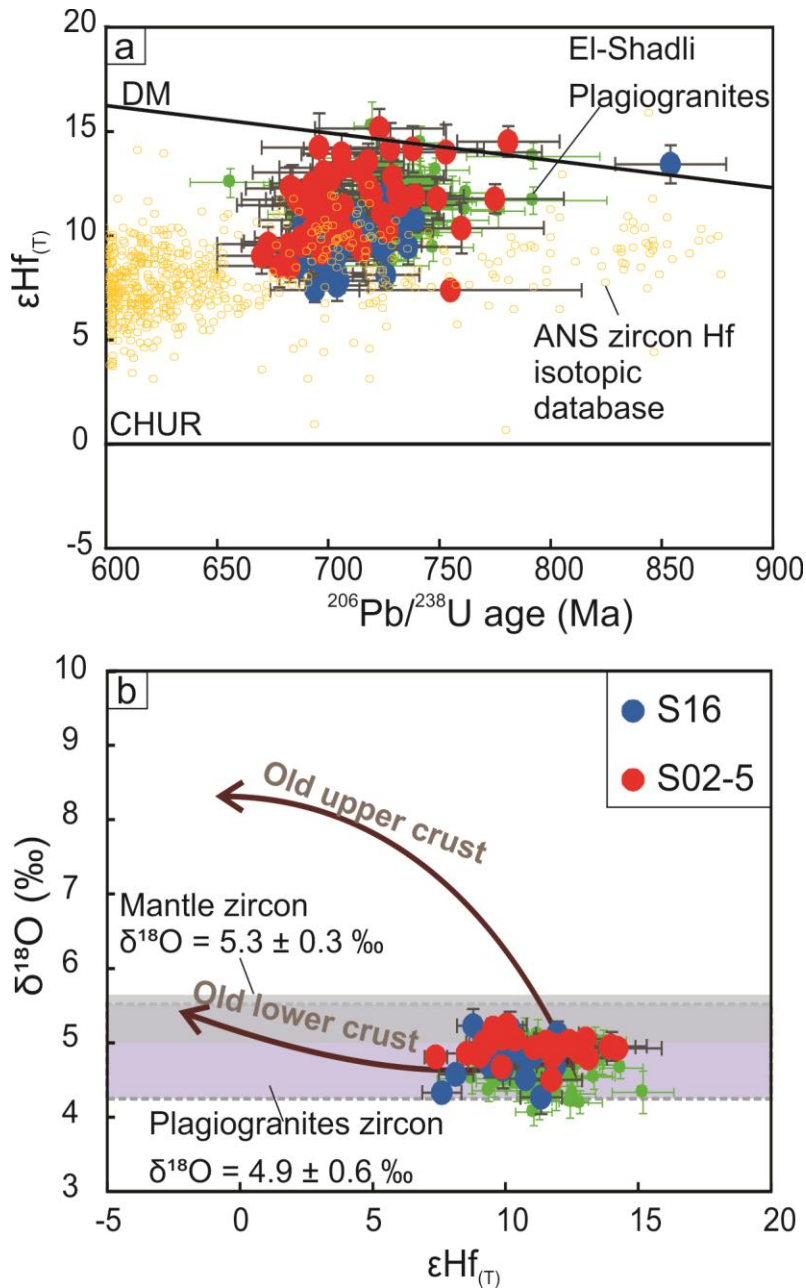 a
20
15
10
5
0
-5
εHf(T)
DM
CHUR
El-Shadli
Plagiogranites
ANS zircon Hf
isotopic
database
600 650 700 750 800 850 900
²⁰⁶Pb/²³⁸U age (Ma)
b
10
9
8
7
6
5
4
3
δ¹⁸O (‰)
S16
S02-5
Old upper crust
Mantle zircon
δ¹⁸O = 5.3 ± 0.3 ‰
Old lower crust
Plagiogranites zircon
δ¹⁸O = 4.9 ± 0.6 ‰
-5 0 5 10 15 20
εHf(T)